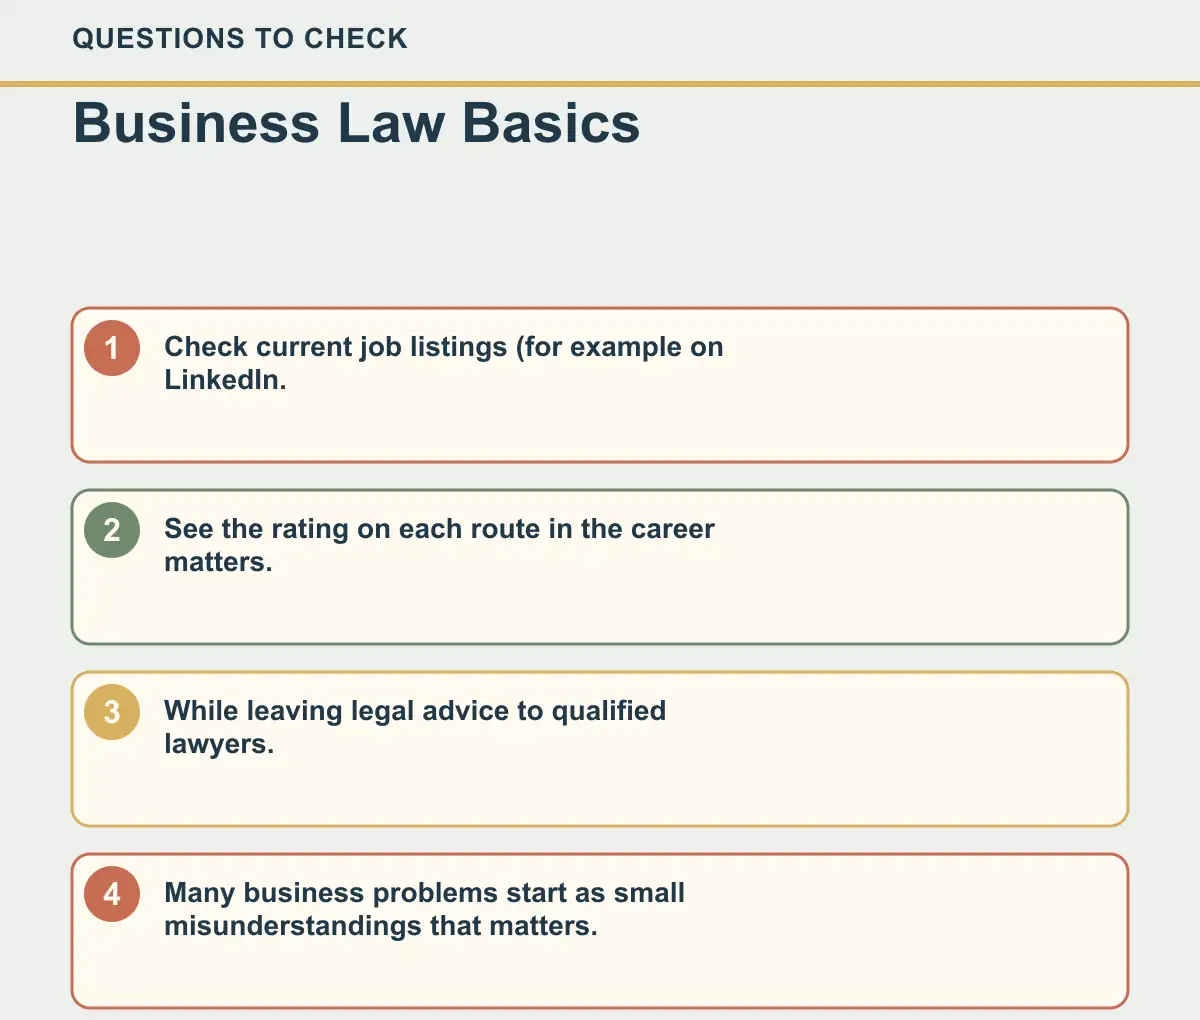 QUESTIONS TO CHECK
Business Law Basics
1
Check current job listings (for example on
LinkedIn.
2
See the rating on each route in the career
matters.
3
While leaving legal advice to qualified
lawyers.
4
Many business problems start as small
misunderstandings that matters.